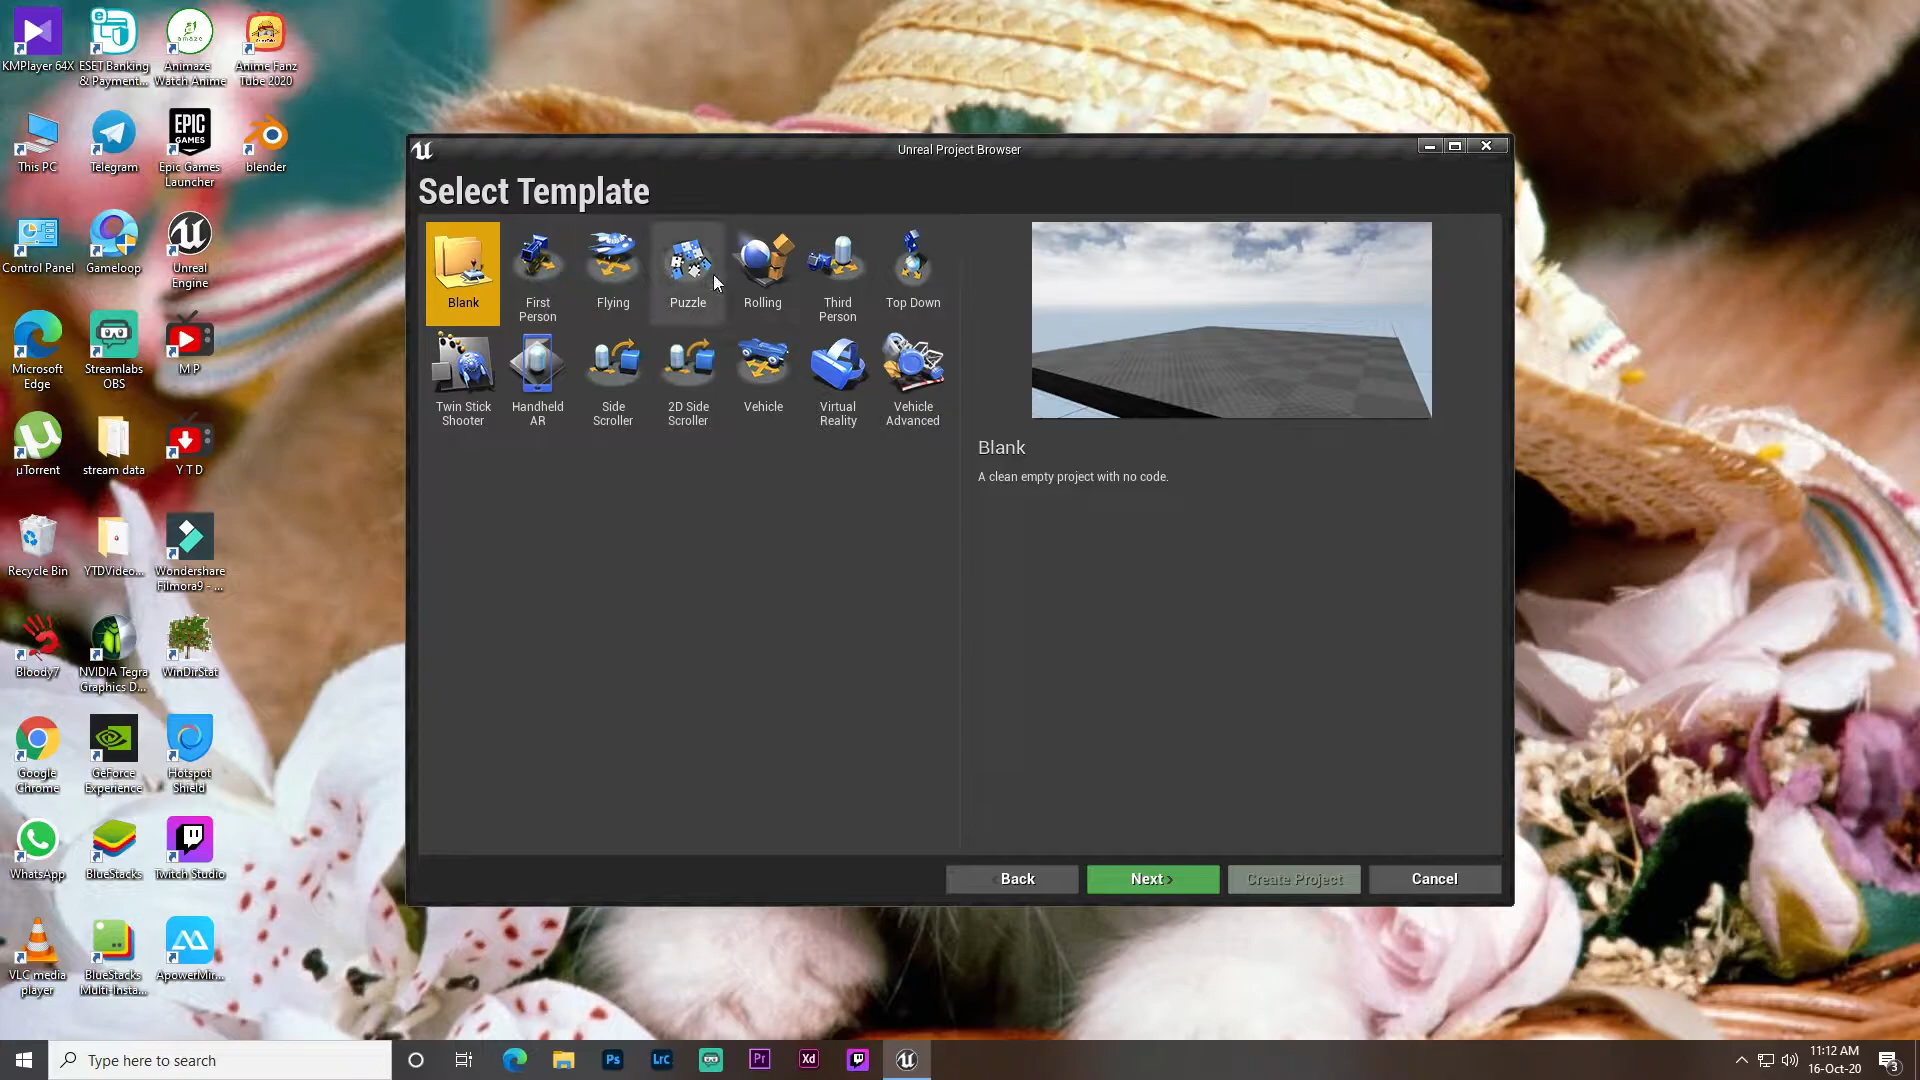 KMPlayer 64X
ESET Banking
& Payment...
Animaze
Watch Anime
Anime Fanz
Tube 2020
This PC
Telegram
EPIC
GAMES
Epic Games
Launcher
blender
Control Panel
Gameloop
Unreal
Engine
Microsoft
Edge
Streamlabs
OBS
M P
µTorrent
stream data
Y T D
Recycle Bin
YTDVideo...
Wondershare
Filmora9 - ...
Bloody7
NVIDIA Tegra
Graphics D...
WinDirStat
Google
Chrome
GeForce
Experience
Hotspot
Shield
WhatsApp
BlueStacks
Twitch Studio
VLC media
player
BlueStacks
Multi-Insta...
ApowerMir...
Unreal Project Browser
Select Template
Blank
First
Person
Flying
Puzzle
Rolling
Third
Person
Top Down
Twin Stick
Shooter
Handheld
AR
Side
Scroller
2D Side
Scroller
Vehicle
Virtual
Reality
Vehicle
Advanced
Blank
A clean empty project with no code.
Back
Next >
Create Project
Cancel
Type here to search
Ps
Lrc
Pr
Xd
11:12 AM
16-Oct-20
3